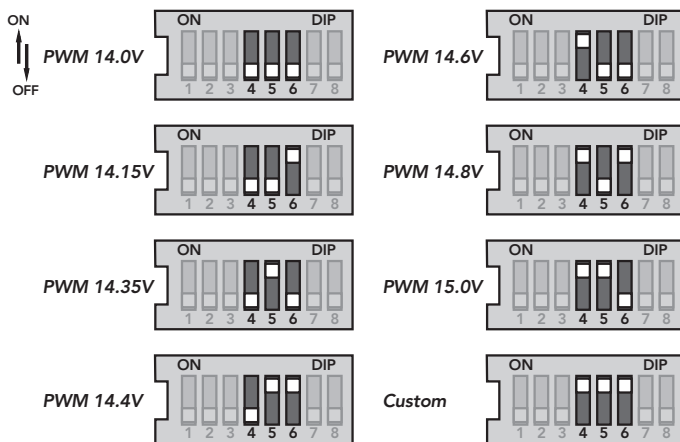 ON
OFF
PWM 14.0V
ON DIP
1 2 3 4 5 6 7 8
PWM 14.6V
ON DIP
1 2 3 4 5 6 7 8
PWM 14.15V
ON DIP
1 2 3 4 5 6 7 8
PWM 14.8V
ON DIP
1 2 3 4 5 6 7 8
PWM 14.35V
ON DIP
1 2 3 4 5 6 7 8
PWM 15.0V
ON DIP
1 2 3 4 5 6 7 8
PWM 14.4V
ON DIP
1 2 3 4 5 6 7 8
Custom
ON DIP
1 2 3 4 5 6 7 8